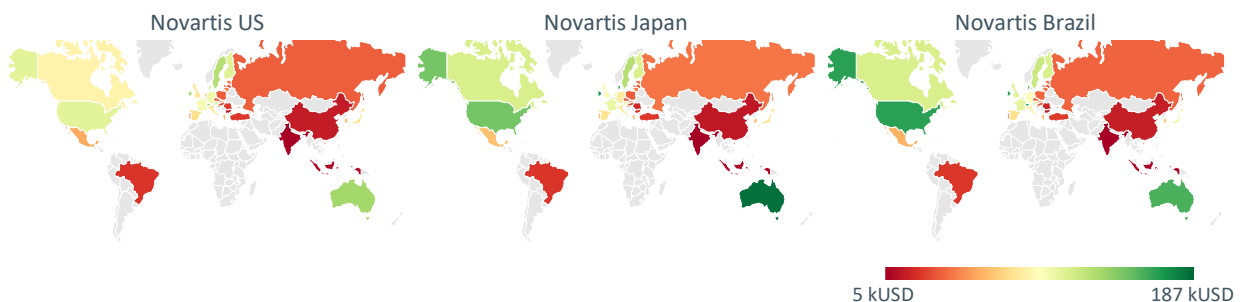 Novartis US
Novartis Japan
Novartis Brazil
5 kUSD
187 kUSD